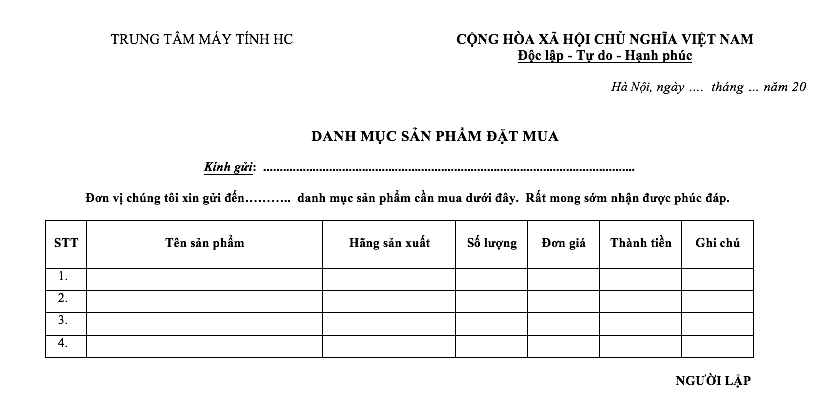 TRUNG TÂM MÁY TÍNH HC
CỘNG HÒA XÃ HỘI CHỦ NGHĨA VIỆT NAM
Độc lập - Tự do - Hạnh phúc
Hà Nội, ngày .... tháng ... năm 20
DANH MỤC SẢN PHẨM ĐẶT MUA
Kính gửi: ................................................................................................................
Đơn vị chúng tôi xin gửi đến……….. danh mục sản phẩm cần mua dưới đây. Rất mong sớm nhận được phúc đáp.
STT Tên sản phẩm Hãng sản xuất Số lượng Đơn giá Thành tiền Ghi chú
1.
2.
3.
4.
NGƯỜI LẬP